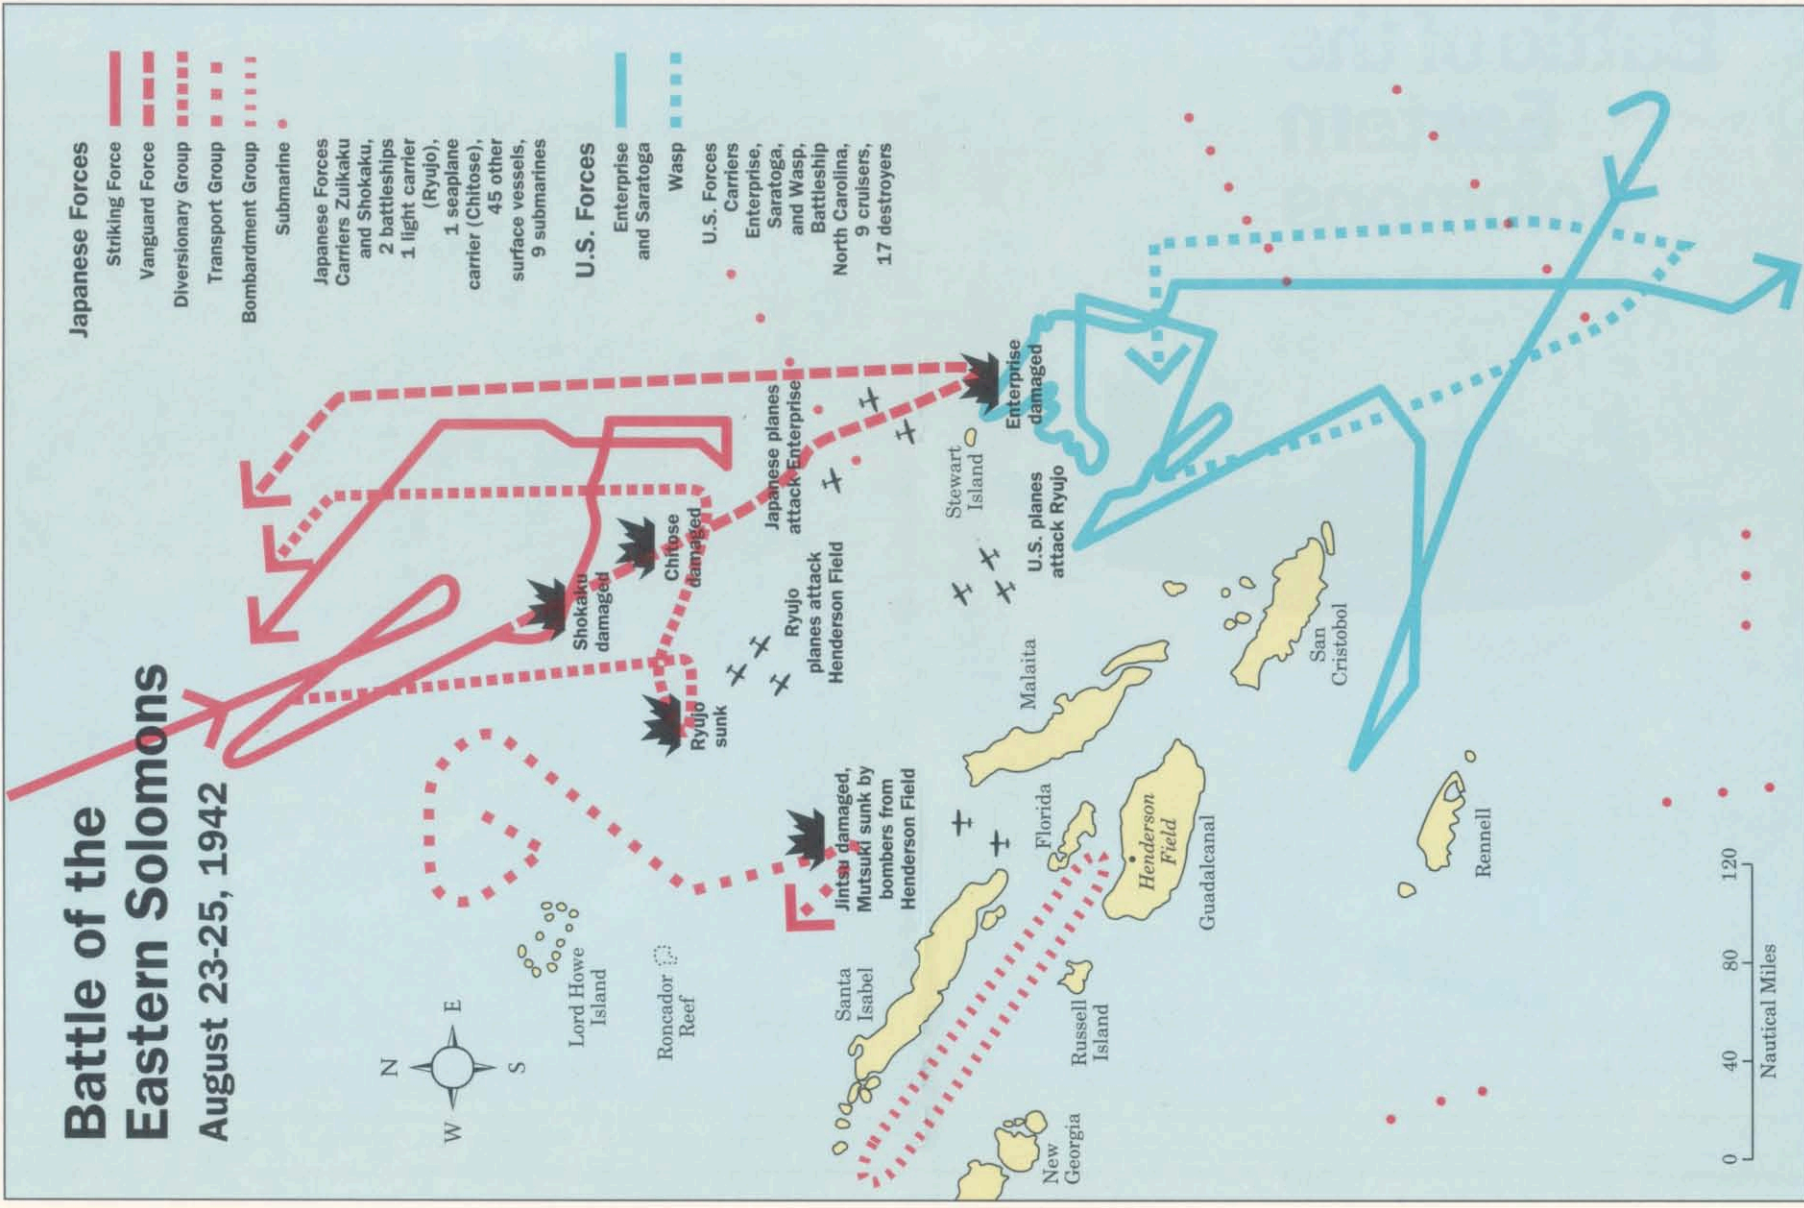 Battle of the
Eastern Solomons
August 23-25, 1942
Japanese Forces
Striking Force
Vanguard Force
Diversionary Group
Transport Group
Bombardment Group
Submarine
Japanese Forces
Carriers Zuikaku
and Shokaku,
2 battleships
1 light carrier
(Ryujo),
1 seaplane
carrier (Chitose),
45 other
surface vessels,
9 submarines
U.S. Forces
Enterprise
and Saratoga
Wasp
U.S. Forces
Carriers
Enterprise,
Saratoga,
and Wasp,
Battleship
North Carolina,
9 cruisers,
17 destroyers
N
W
E
S
Lord Howe
Island
Roncador
Reef
Shokaku
damaged
Chitose
damaged
Ryujo
sunk
Japanese planes
attack Enterprise
Ryujo
planes attack
Henderson Field
Jintsu damaged,
Mutsuki sunk by
bombers from
Henderson Field
Enterprise
damaged
Stewart
Island
U.S. planes
attack Ryujo
Santa
Isabel
Malaita
Florida
Henderson
Field
Guadalcanal
San
Cristobol
Russell
Island
New
Georgia
Rennell
0
40
80
120
Nautical Miles